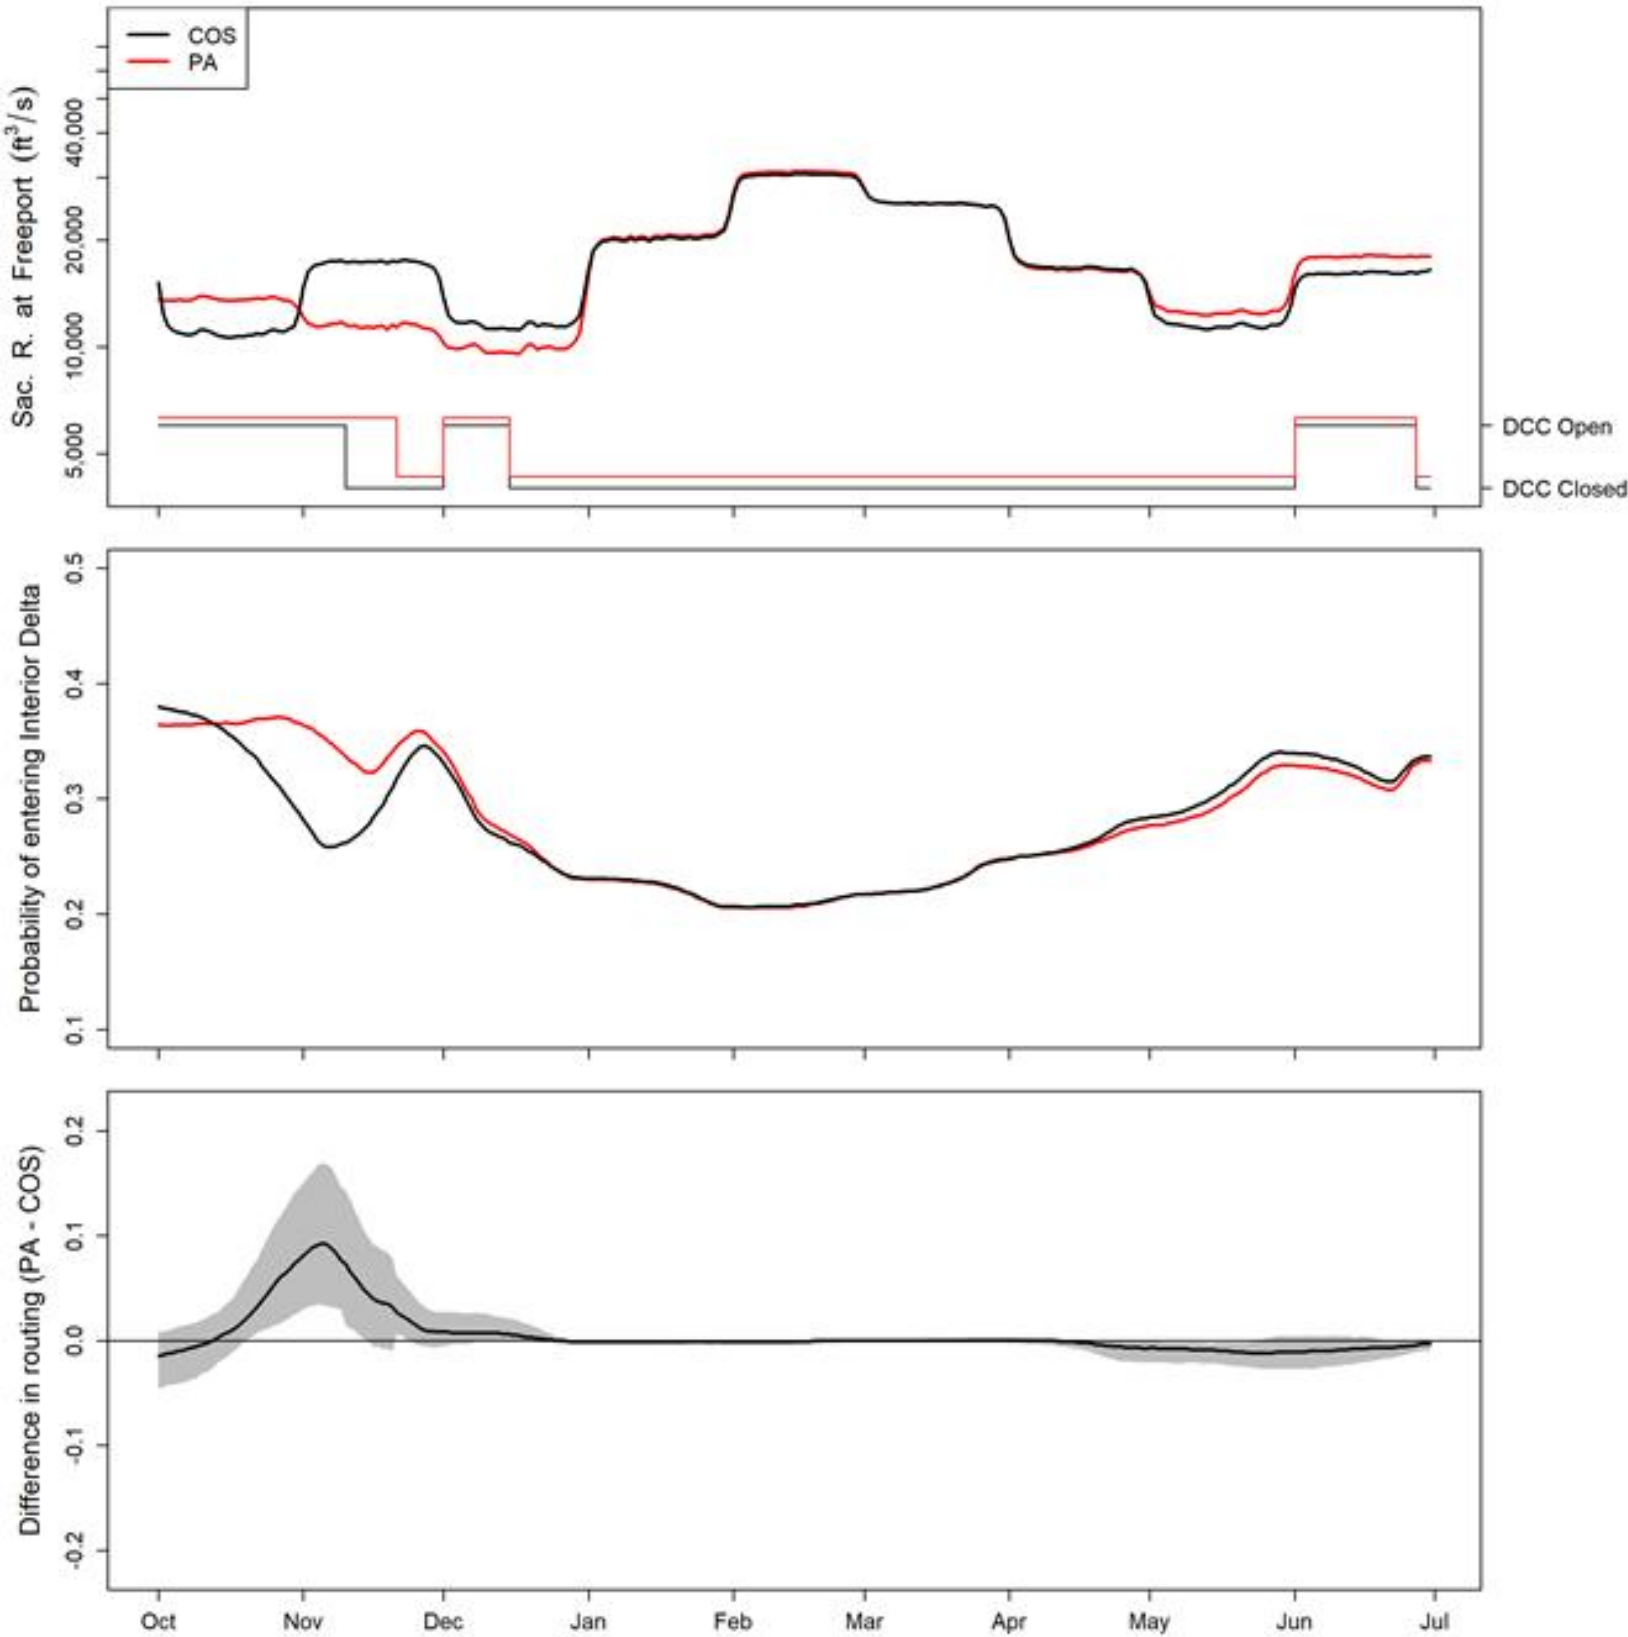 COS
PA
Sac. R. at Freeport (ft³/s)
40,000
20,000
10,000
5,000
DCC Open
DCC Closed
Probability of entering Interior Delta
0.5
0.4
0.3
0.2
0.1
Difference in routing (PA - COS)
0.2
0.1
0.0
-0.1
-0.2
Oct Nov Dec Jan Feb Mar Apr May Jun Jul